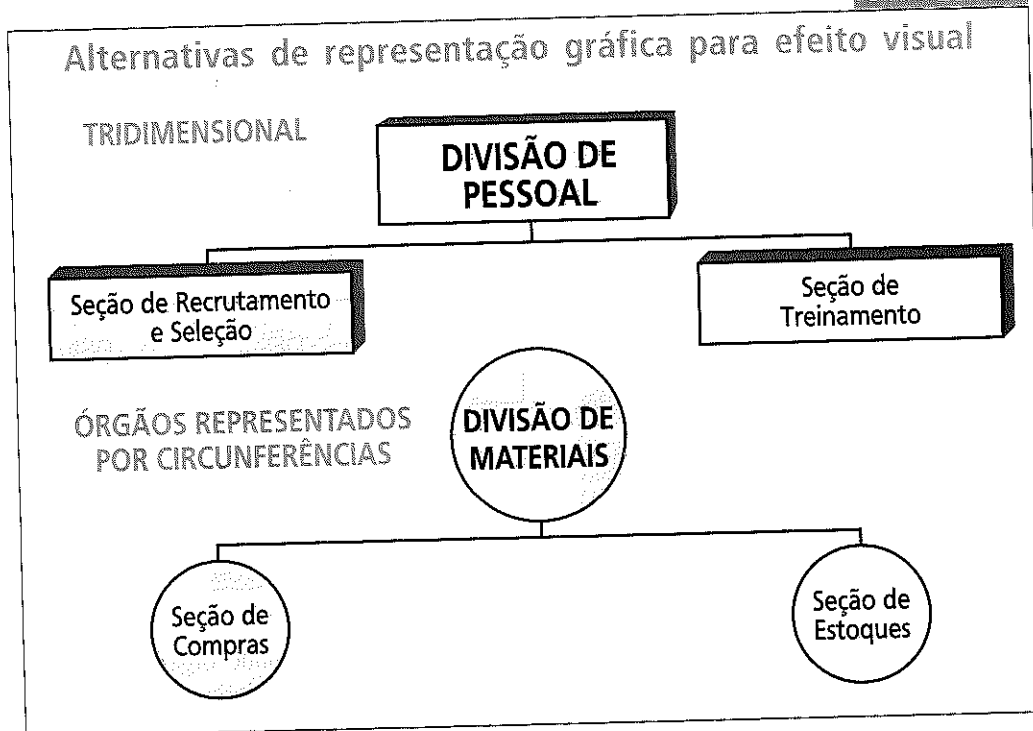 Alternativas de representação gráfica para efeito visual
TRIDIMENSIONAL
DIVISÃO DE
PESSOAL
Seção de Recrutamento
e Seleção
Seção de
Treinamento
ÓRGÃOS REPRESENTADOS
POR CIRCUNFERÊNCIAS
DIVISÃO DE
MATERIAIS
Seção de
Compras
Seção de
Estoques